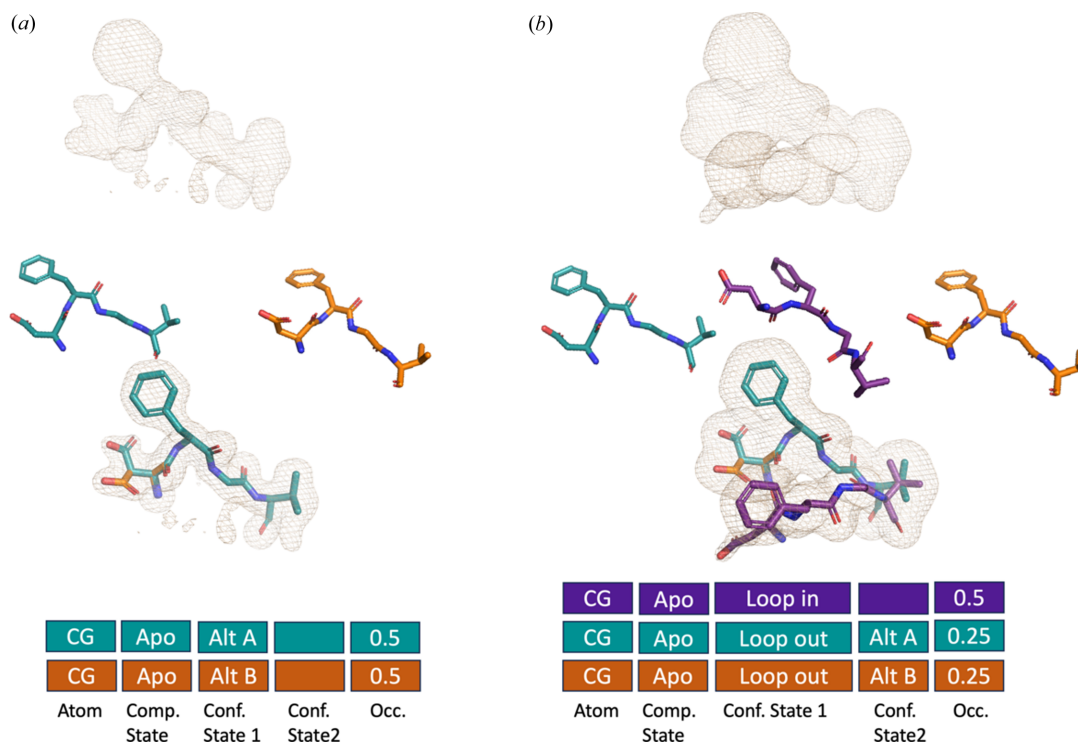 (a)
(b)
CG Apo Alt A 0.5
CG Apo Alt B 0.5
Atom Comp. Conf. Conf. Occ.
State State 1 State2
CG Apo Loop in 0.5
CG Apo Loop out Alt A 0.25
CG Apo Loop out Alt B 0.25
Atom Comp. Conf. State 1 Conf. Occ.
State State2